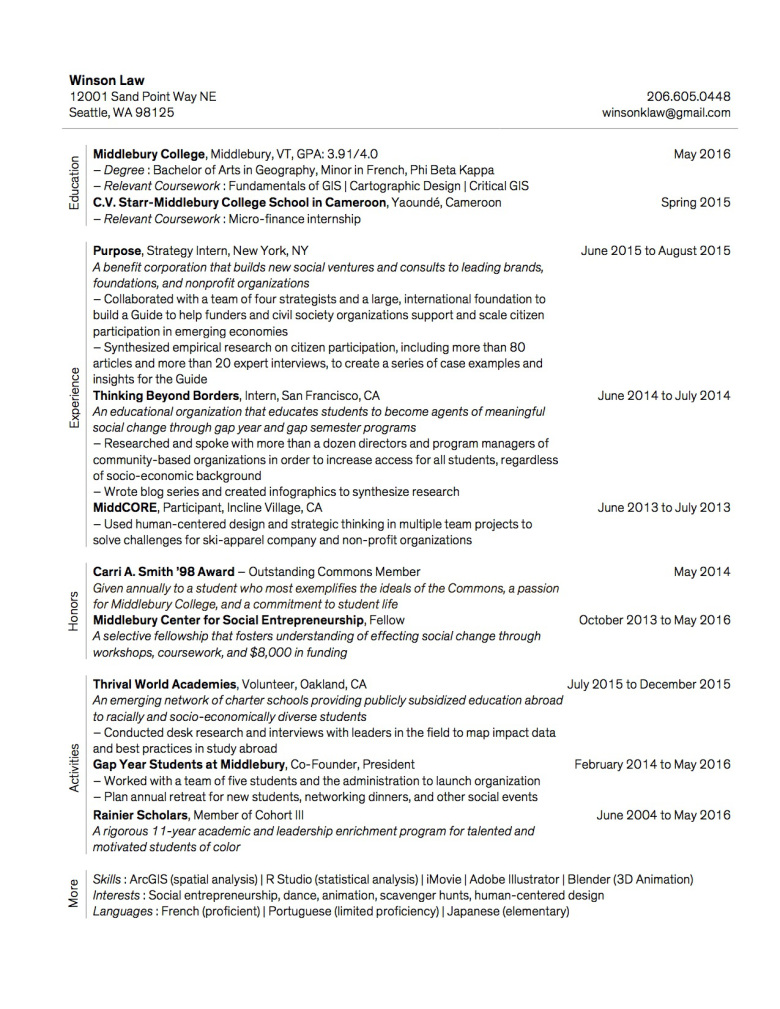 Winson Law
12001 Sand Point Way NE 206.605.0448
Seattle, WA 98125 winsonklaw@gmail.com
Education
Middlebury College, Middlebury, VT, GPA: 3.91/4.0 May 2016
– Degree : Bachelor of Arts in Geography, Minor in French, Phi Beta Kappa
– Relevant Coursework : Fundamentals of GIS | Cartographic Design | Critical GIS
C.V. Starr-Middlebury College School in Cameroon, Yaoundé, Cameroon Spring 2015
– Relevant Coursework : Micro-finance internship
Experience
Purpose, Strategy Intern, New York, NY June 2015 to August 2015
A benefit corporation that builds new social ventures and consults to leading brands,
foundations, and nonprofit organizations
– Collaborated with a team of four strategists and a large, international foundation to
build a Guide to help funders and civil society organizations support and scale citizen
participation in emerging economies
– Synthesized empirical research on citizen participation, including more than 80
articles and more than 20 expert interviews, to create a series of case examples and
insights for the Guide
Thinking Beyond Borders, Intern, San Francisco, CA June 2014 to July 2014
An educational organization that educates students to become agents of meaningful
social change through gap year and gap semester programs
– Researched and spoke with more than a dozen directors and program managers of
community-based organizations in order to increase access for all students, regardless
of socio-economic background
– Wrote blog series and created infographics to synthesize research
MiddCORE, Participant, Incline Village, CA June 2013 to July 2013
– Used human-centered design and strategic thinking in multiple team projects to
solve challenges for ski-apparel company and non-profit organizations
Honors
Carri A. Smith ’98 Award – Outstanding Commons Member May 2014
Given annually to a student who most exemplifies the ideals of the Commons, a passion
for Middlebury College, and a commitment to student life
Middlebury Center for Social Entrepreneurship, Fellow October 2013 to May 2016
A selective fellowship that fosters understanding of effecting social change through
workshops, coursework, and $8,000 in funding
Activities
Thrival World Academies, Volunteer, Oakland, CA July 2015 to December 2015
An emerging network of charter schools providing publicly subsidized education abroad
to racially and socio-economically diverse students
– Conducted desk research and interviews with leaders in the field to map impact data
and best practices in study abroad
Gap Year Students at Middlebury, Co-Founder, President February 2014 to May 2016
– Worked with a team of five students and the administration to launch organization
– Plan annual retreat for new students, networking dinners, and other social events
Rainier Scholars, Member of Cohort III June 2004 to May 2016
A rigorous 11-year academic and leadership enrichment program for talented and
motivated students of color
More
Skills : ArcGIS (spatial analysis) | R Studio (statistical analysis) | iMovie | Adobe Illustrator | Blender (3D Animation)
Interests : Social entrepreneurship, dance, animation, scavenger hunts, human-centered design
Languages : French (proficient) | Portuguese (limited proficiency) | Japanese (elementary)